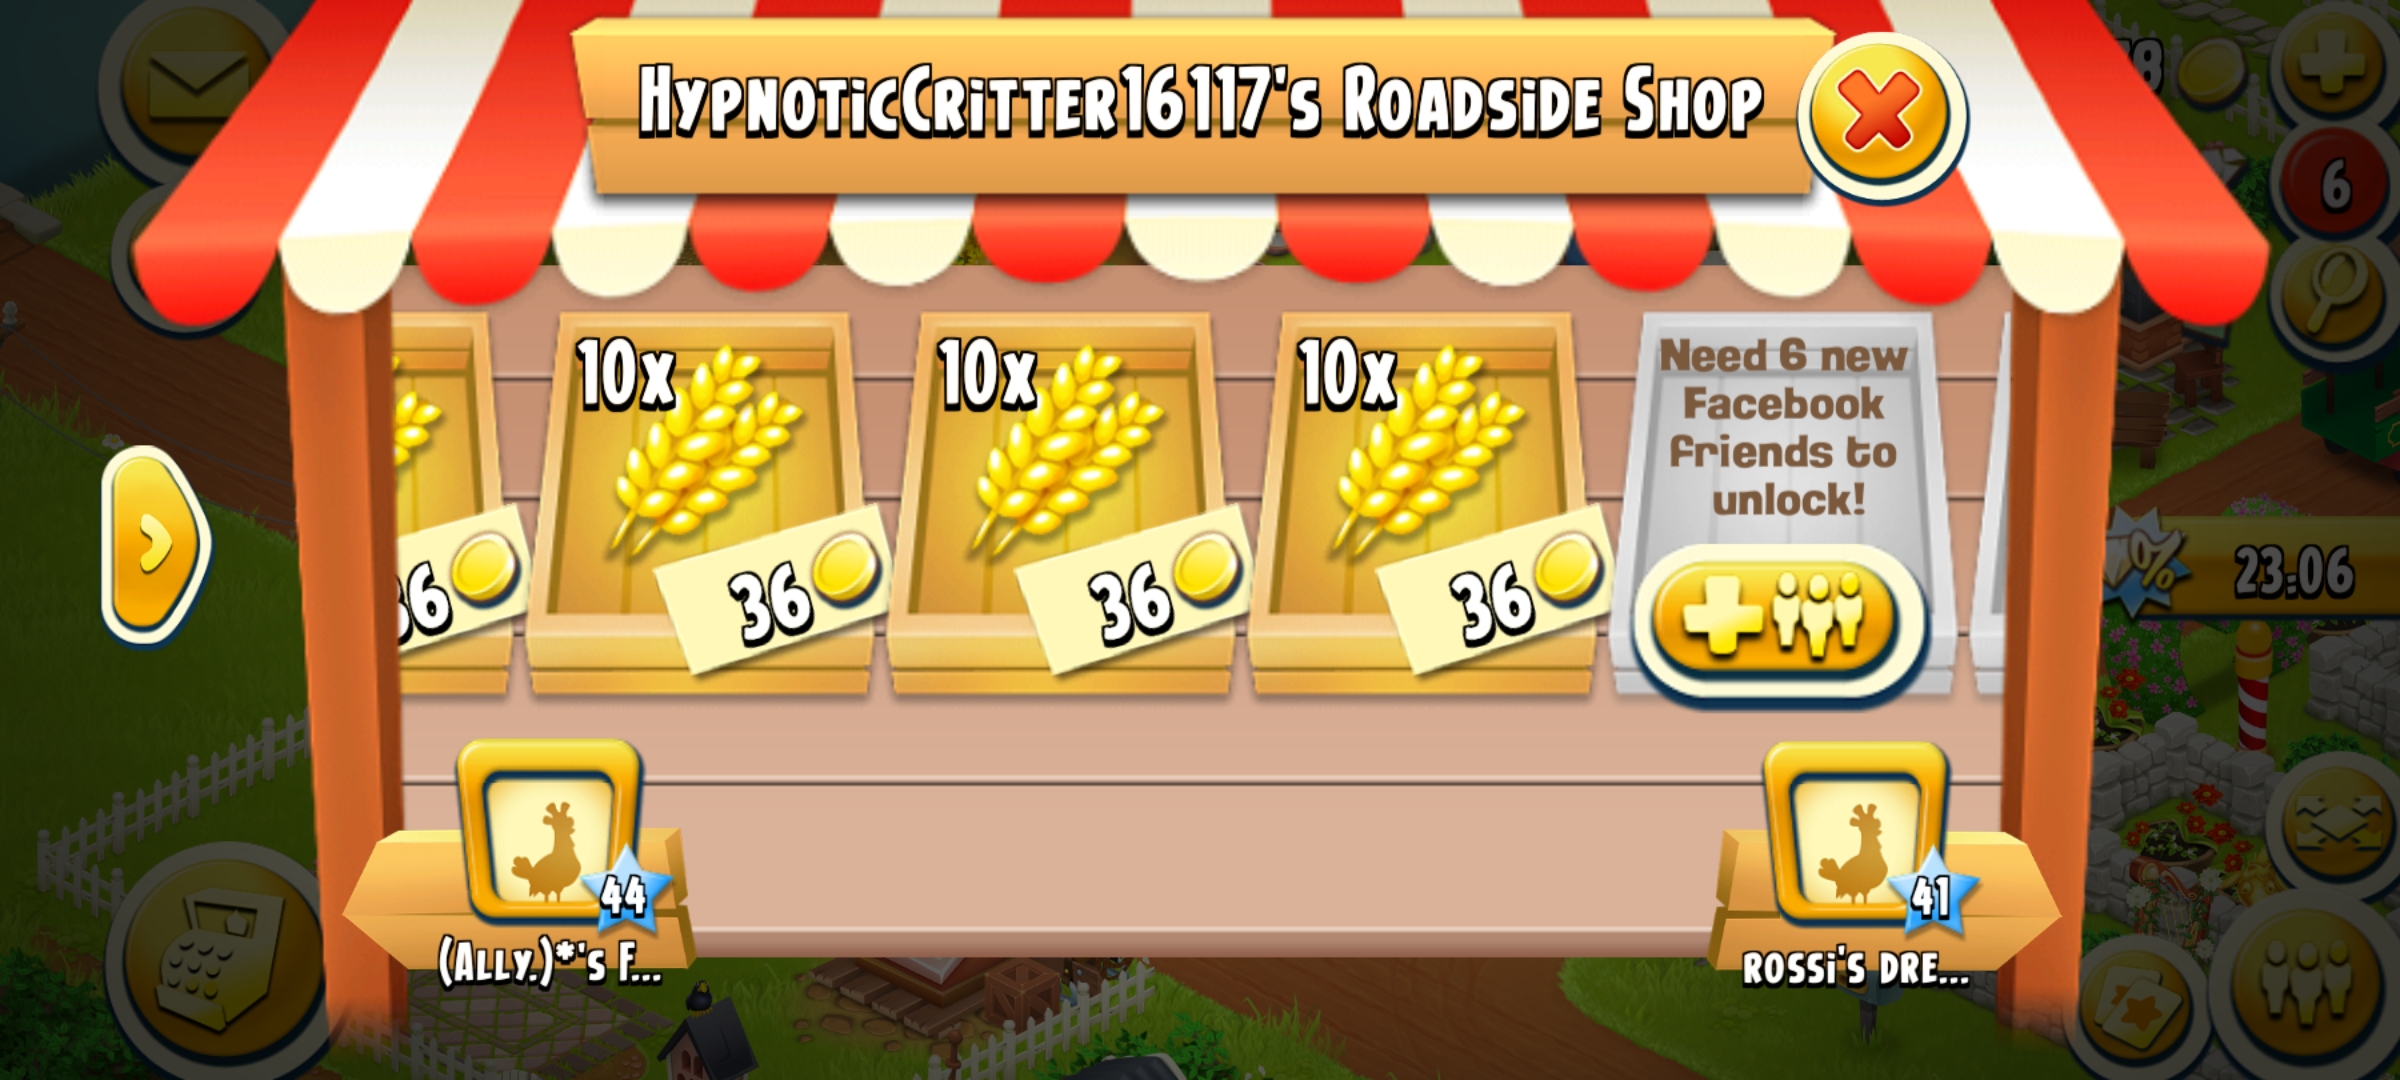 HypnoticCritter16117's Roadside Shop
10x
10x
10x
Need 6 new
Facebook
friends to
unlock!
36
36
36
36
6
23:06
44
41
(Ally.)*'s F...
ROSSi'S DRE...